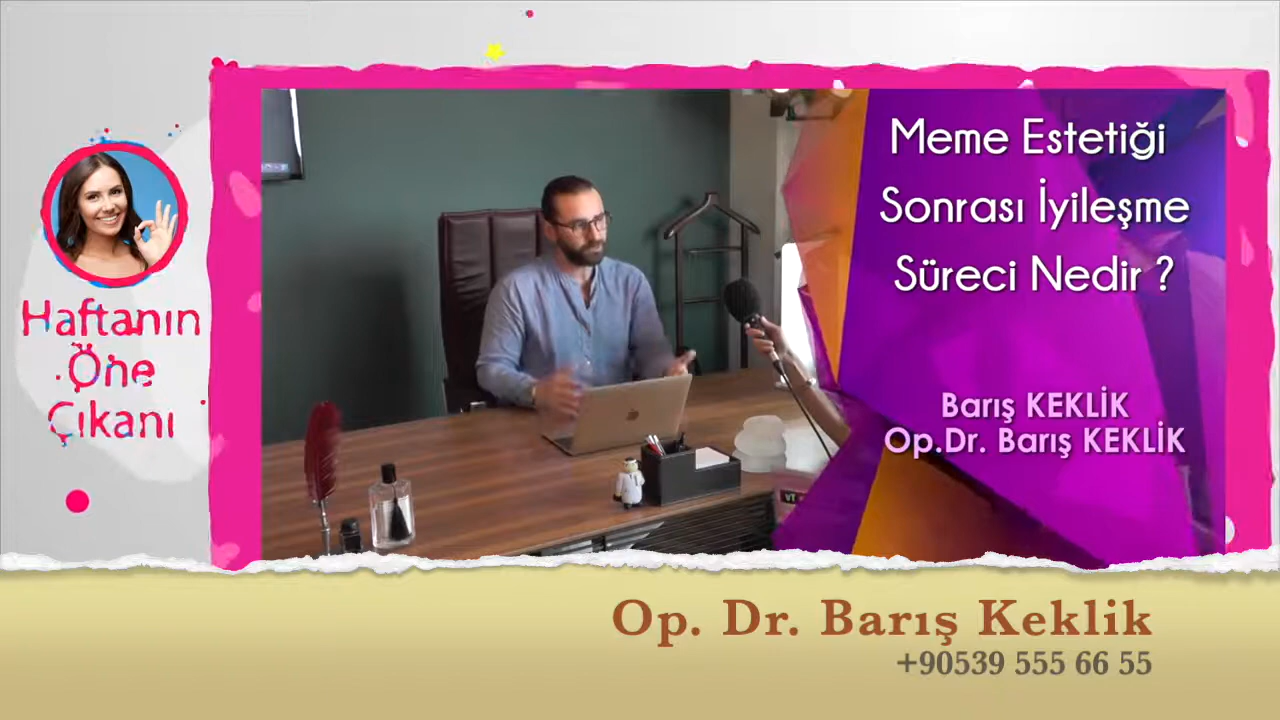 Haftanın
Öne
Çıkanı
Meme Estetiği
Sonrası İyileşme
Süreci Nedir ?
Barış KEKLİK
Op.Dr. Barış KEKLİK
Op. Dr. Barış Keklik
+90539 555 66 55